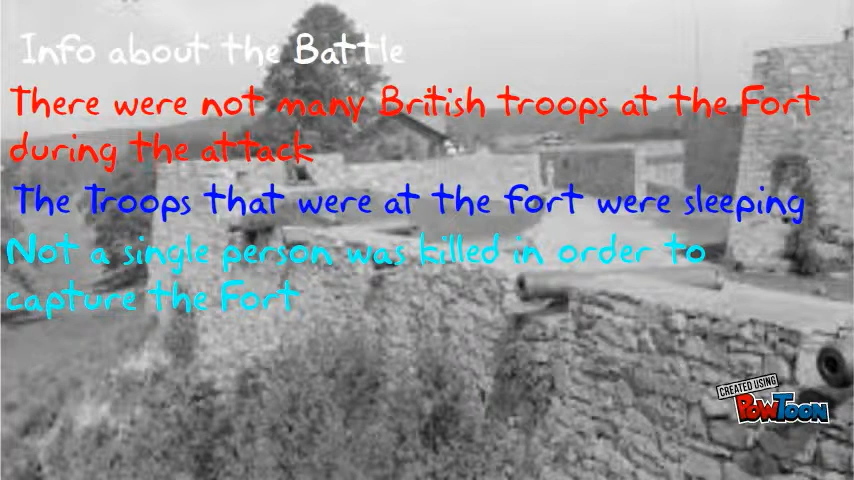 Info about the Battle
There were not many British troops at the Fort
during the attack
The Troops that were at the fort were sleeping
Not a single person was killed in order to
capture the Fort
CREATED USING
POWTOON